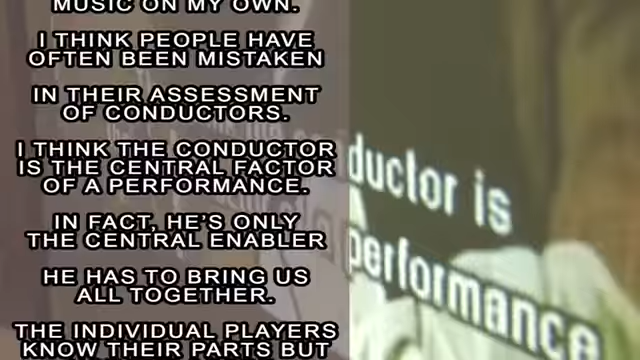 MUSIC ON MY OWN.
I THINK PEOPLE HAVE
OFTEN BEEN MISTAKEN
IN THEIR ASSESSMENT
OF CONDUCTORS.
I THINK THE CONDUCTOR
IS THE CENTRAL FACTOR
OF A PERFORMANCE.
IN FACT, HE'S ONLY
THE CENTRAL ENABLER
HE HAS TO BRING US
ALL TOGETHER.
THE INDIVIDUAL PLAYERS
KNOW THEIR PARTS BUT
ductor is
performance